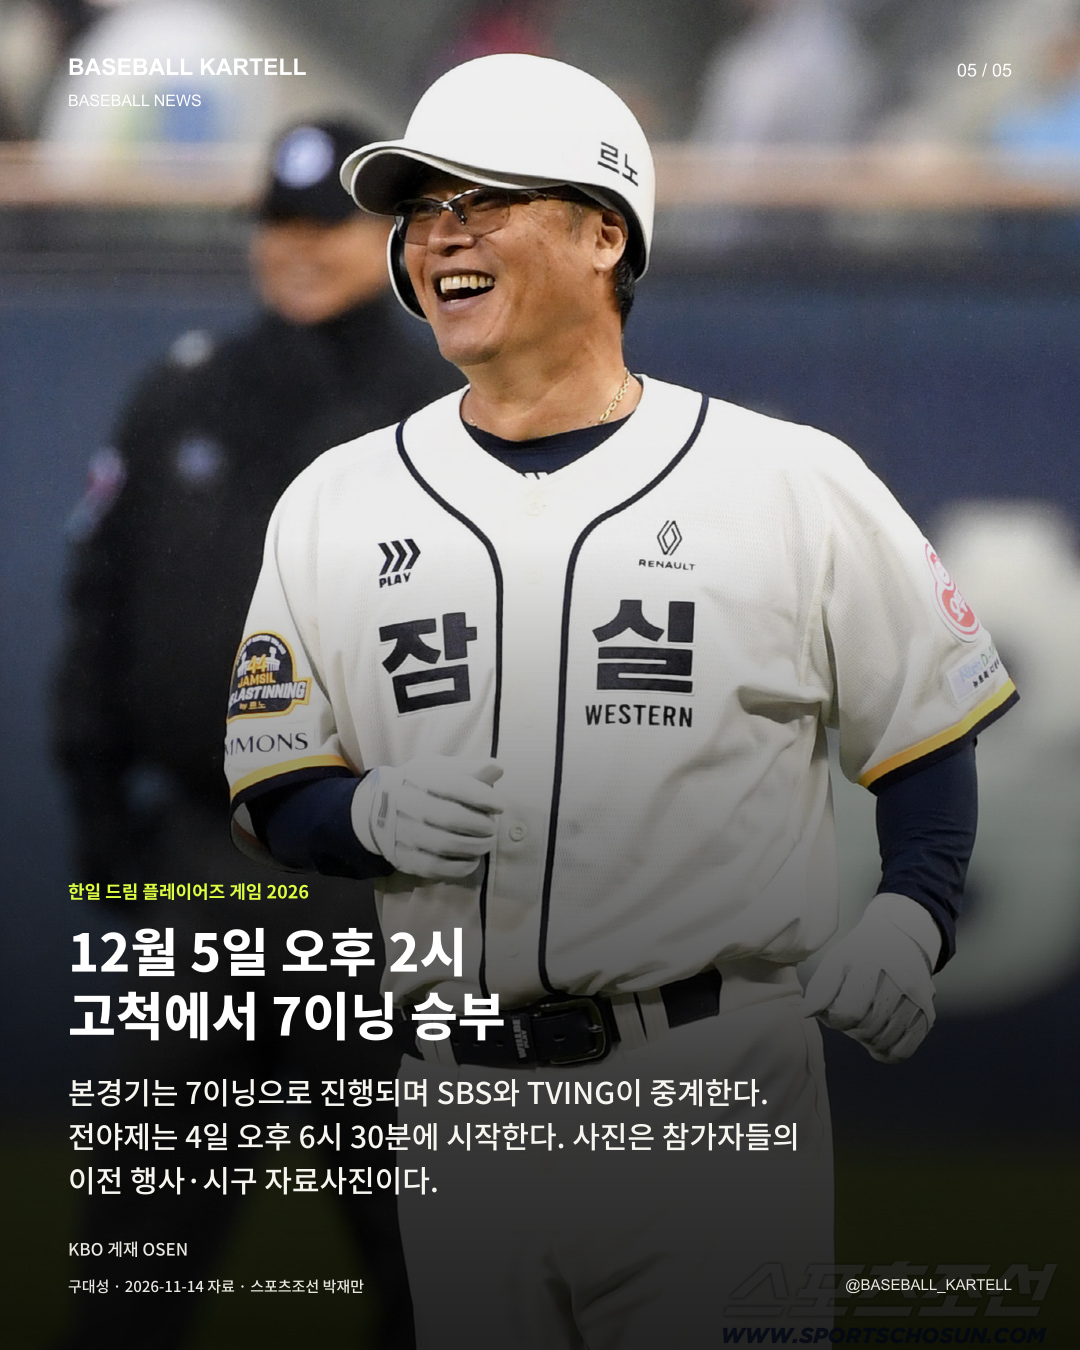 BASEBALL KARTELL
05 / 05
BASEBALL NEWS
르노
PLAY
RENAULT
잠실
WESTERN
44
JAMSIL
LAST INNING
르노
MMONS
한일 드림 플레이어즈 게임 2026
12월 5일 오후 2시
고척에서 7이닝 승부
본경기는 7이닝으로 진행되며 SBS와 TVING이 중계한다.
전야제는 4일 오후 6시 30분에 시작한다. 사진은 참가자들의
이전 행사·시구 자료사진이다.
KBO 게재 OSEN
구대성 · 2026-11-14 자료 · 스포츠조선 박재만
@BASEBALL_KARTELL
스포츠조선
WWW.SPORTSCHOSUN.COM